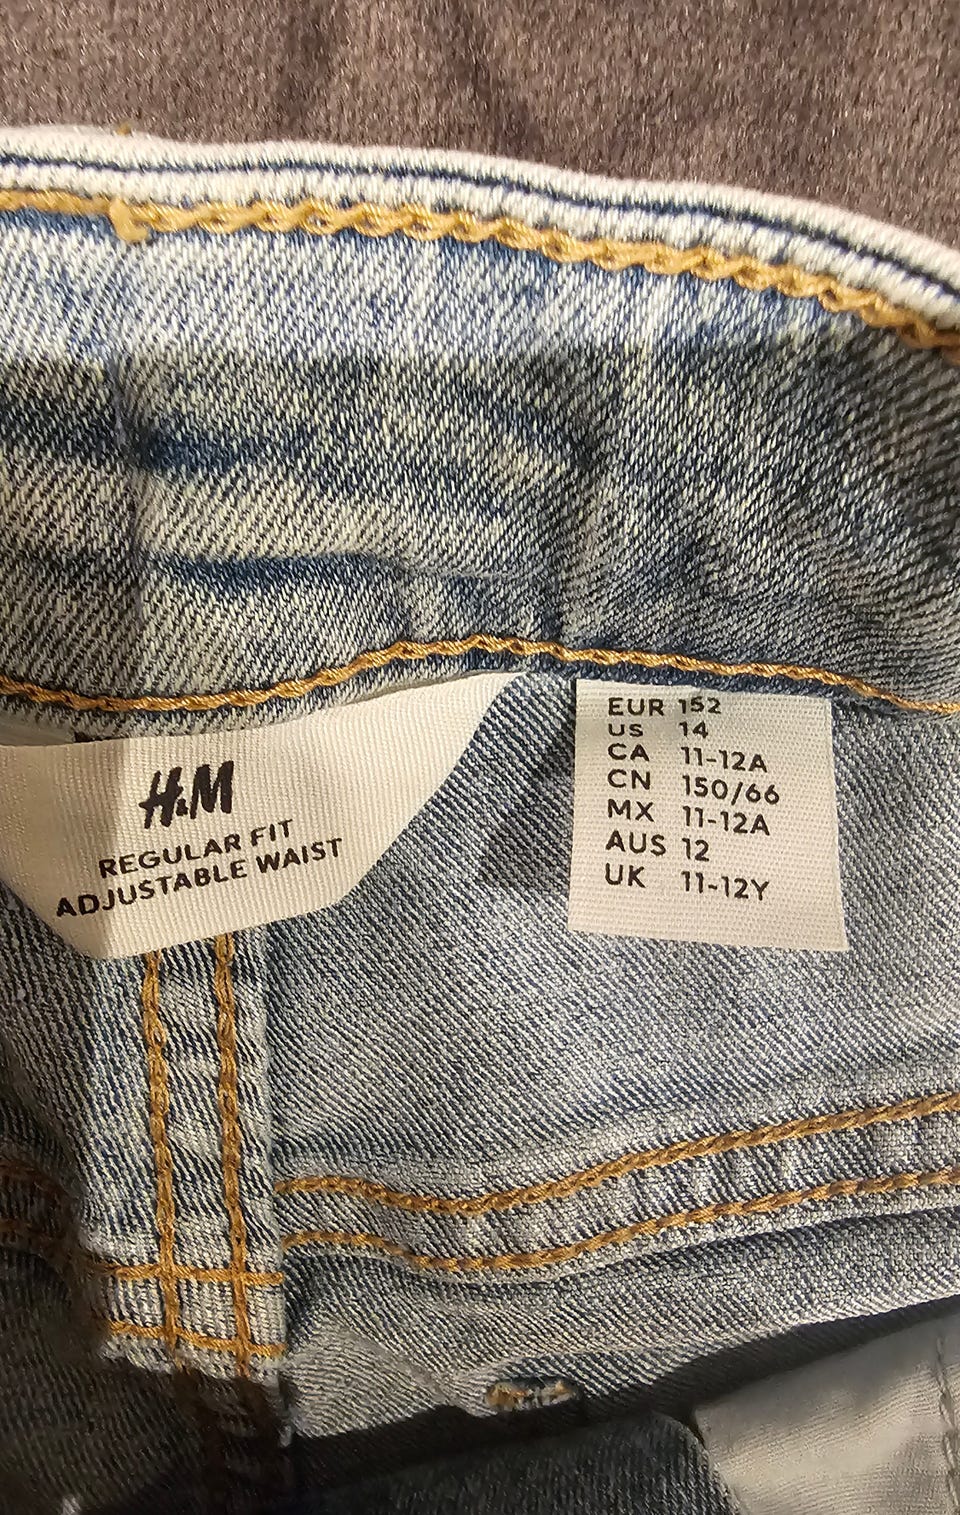 H&M
REGULAR FIT
ADJUSTABLE WAIST
EUR 152
US 14
CA 11-12A
CN 150/66
MX 11-12A
AUS 12
UK 11-12Y